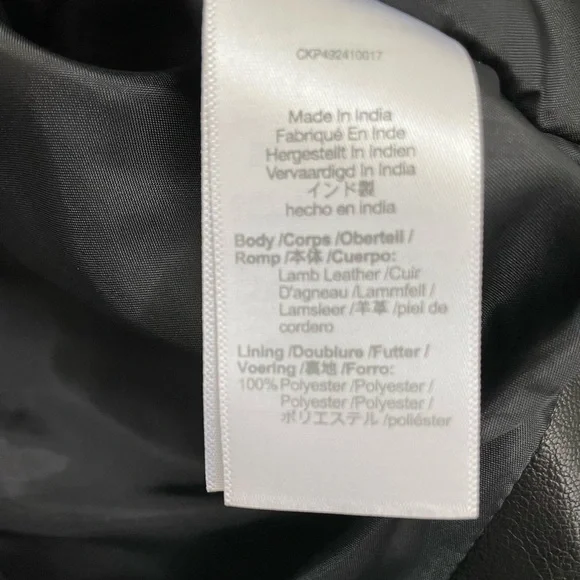 CKP492410017
Made In India
Fabriqué En Inde
Hergestellt In Indien
Vervaardigd In India
インド製
hecho en india
Body /Corps /Oberteil /
Romp /本体 /Cuerpo:
Lamb Leather /Cuir
D'agneau /Lammfell /
Lamsleer /羊革 /piel de
cordero
Lining /Doublure /Futter /
Voering /裏地 /Forro:
100% Polyester /Polyester /
Polyester /Polyester /
ポリエステル /poliéster